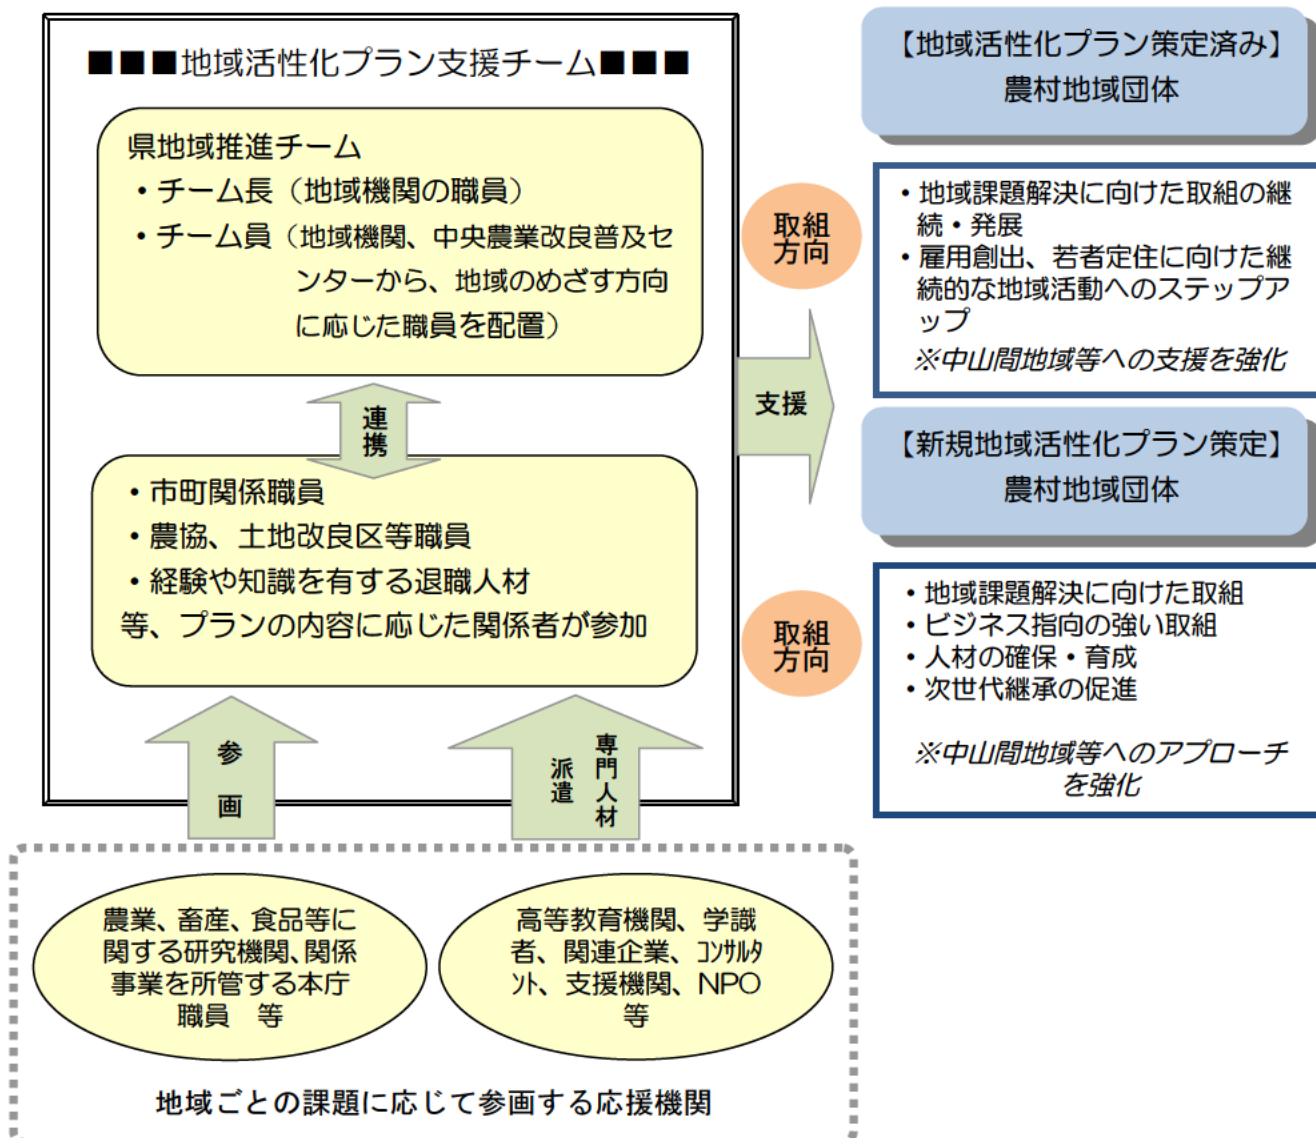 ■■■地域活性化プラン支援チーム■■■
県地域推進チーム
・チーム長（地域機関の職員）
・チーム員（地域機関、中央農業改良普及セ
ンターから、地域のめざす方向
に応じた職員を配置）
連携
・市町関係職員
・農協、土地改良区等職員
・経験や知識を有する退職人材
等、プランの内容に応じた関係者が参加
参画
専門人材
派遣
農業、畜産、食品等に
関する研究機関、関係
事業を所管する本庁
職員　等
高等教育機関、学識
者、関連企業、ｺﾝｻﾙﾀ
ﾝﾄ、支援機関、NPO
等
地域ごとの課題に応じて参画する応援機関
支援
【地域活性化プラン策定済み】
農村地域団体
取組
方向
・地域課題解決に向けた取組の継
続・発展
・雇用創出、若者定住に向けた継
続的な地域活動へのステップア
ップ
※中山間地域等への支援を強化
【新規地域活性化プラン策定】
農村地域団体
取組
方向
・地域課題解決に向けた取組
・ビジネス指向の強い取組
・人材の確保・育成
・次世代継承の促進
※中山間地域等へのアプローチ
を強化